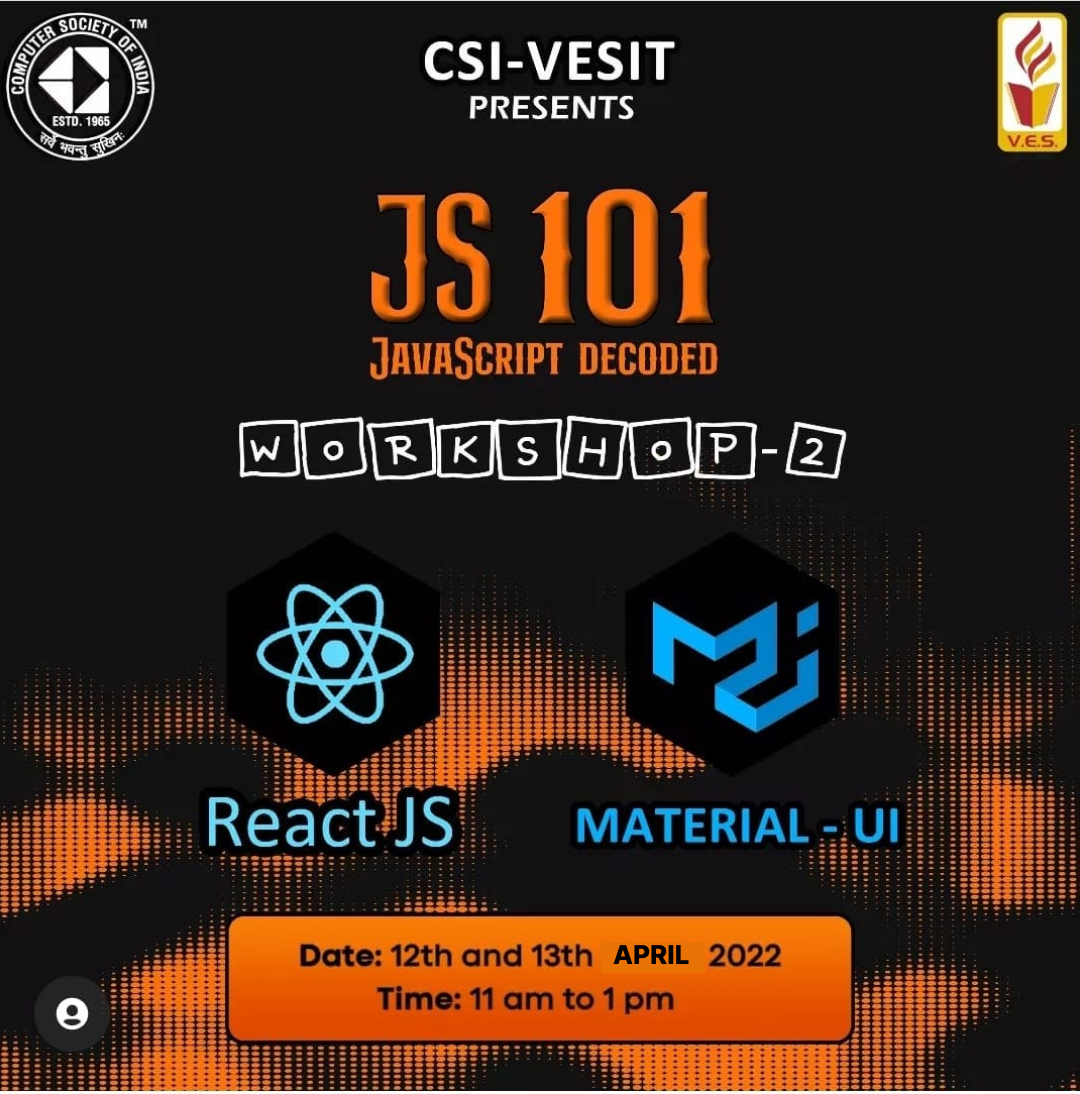 COMPUTER SOCIETY OF INDIA
TM
ESTD. 1965
सर्वे भवन्तु सुखिनः
CSI-VESIT
PRESENTS
V.E.S.
JS 101
JAVASCRIPT DECODED
WORKSHOP-2
React JS
MATERIAL - UI
Date: 12th and 13th APRIL 2022
Time: 11 am to 1 pm